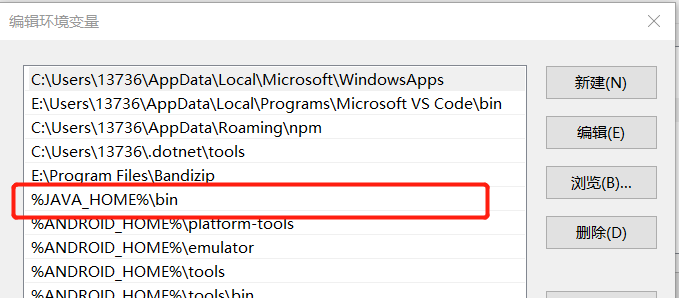 编辑环境变量
C:\Users\13736\AppData\Local\Microsoft\WindowsApps
E:\Users\13736\AppData\Local\Programs\Microsoft VS Code\bin
C:\Users\13736\AppData\Roaming\npm
C:\Users\13736\.dotnet\tools
E:\Program Files\Bandizip
%JAVA_HOME%\bin
%ANDROID_HOME%\platform-tools
%ANDROID_HOME%\emulator
%ANDROID_HOME%\tools
%ANDROID_HOME%\tools\bin
新建(N)
编辑(E)
浏览(B)...
删除(D)